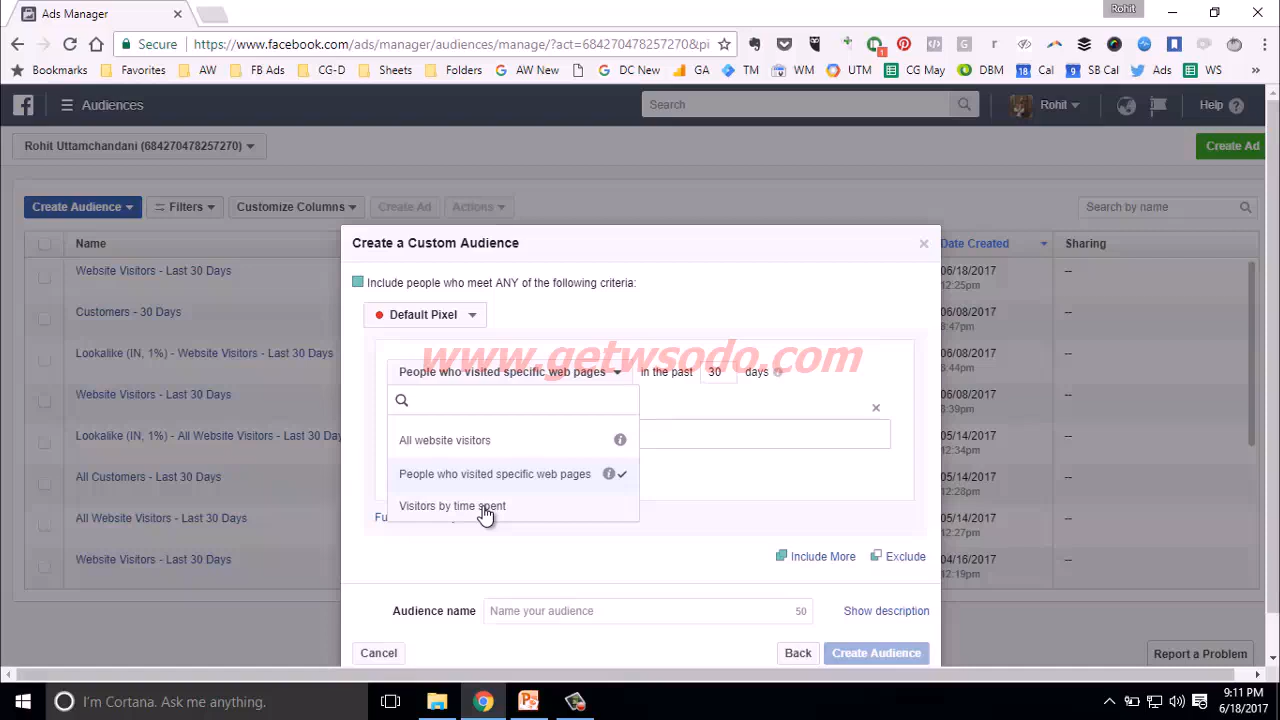 Ads Manager
Rohit
Secure https://www.facebook.com/ads/manager/audiences/manage/?act=684270478257270&pi
Bookmarks Favorites AW FB Ads CG-D Sheets Folders AW New DC New GA TM WM UTM CG May DBM 18 Cal 9 SB Cal Ads WS »
Audiences Search Rohit Help
Rohit Uttamchandani (684270478257270) Create Ad
Create Audience Filters Customize Columns Create Ad Actions Search by name
Name Date Created Sharing
Website Visitors - Last 30 Days 06/18/2017 --
12:25pm
Customers - 30 Days 06/08/2017 --
8:47pm
Lookalike (IN, 1%) - Website Visitors - Last 30 Days 06/08/2017 --
6:44pm
Website Visitors - Last 30 Days 06/08/2017 --
6:39pm
Lookalike (IN, 1%) - All Website Visitors - Last 30 Day 05/14/2017 --
12:34pm
All Customers - Last 30 Days 05/14/2017 --
12:28pm
All Website Visitors - Last 30 Days 05/14/2017 --
12:27pm
Website Visitors - Last 30 Days 04/16/2017 --
12:19pm
Create a Custom Audience
Include people who meet ANY of the following criteria:
Default Pixel
www.getwsodo.com
People who visited specific web pages in the past 30 days
All website visitors
People who visited specific web pages
Visitors by time spent
Include More Exclude
Audience name Name your audience 50 Show description
Cancel Back Create Audience
Report a Problem
I'm Cortana. Ask me anything.
9:11 PM
6/18/2017